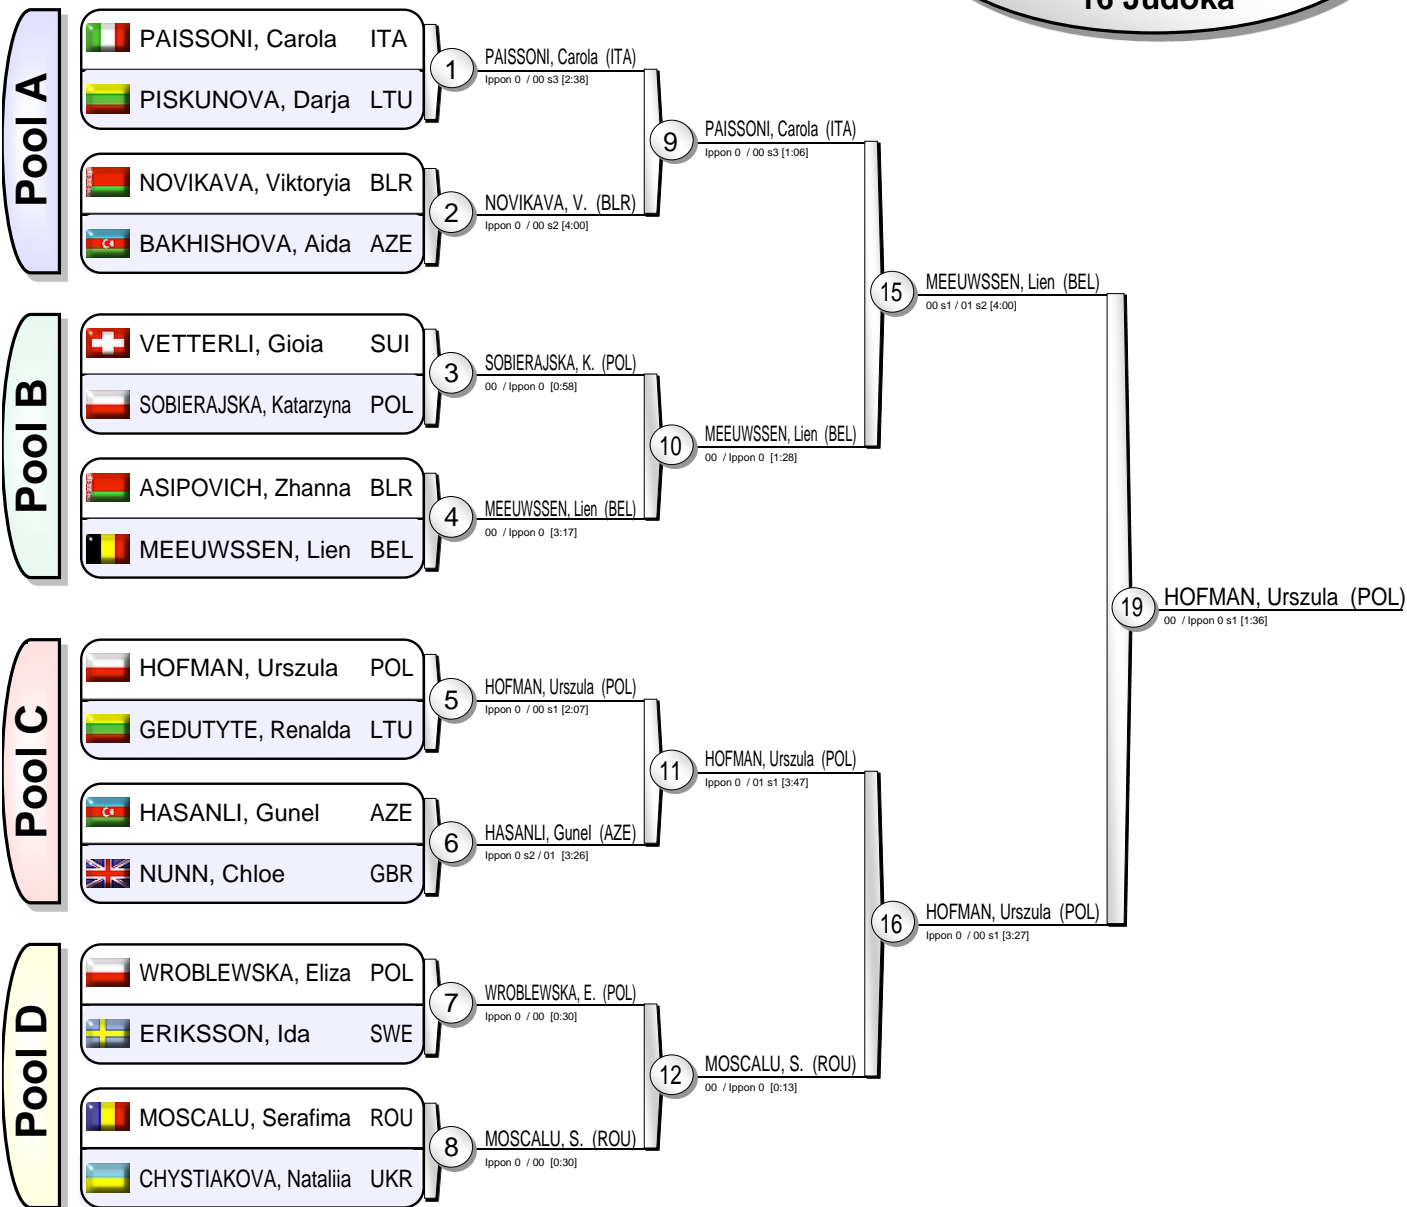 16 Judoka
Pool A
PAISSONI, Carola ITA
PISKUNOVA, Darja LTU
NOVIKAVA, Viktoryia BLR
BAKHISHOVA, Aida AZE
Pool B
VETTERLI, Gioia SUI
SOBIERAJSKA, Katarzyna POL
ASIPOVICH, Zhanna BLR
MEEUWSSEN, Lien BEL
Pool C
HOFMAN, Urszula POL
GEDUTYTE, Renalda LTU
HASANLI, Gunel AZE
NUNN, Chloe GBR
Pool D
WROBLEWSKA, Eliza POL
ERIKSSON, Ida SWE
MOSCALU, Serafima ROU
CHYSTIAKOVA, Nataliia UKR
1
PAISSONI, Carola (ITA)
Ippon 0 / 00 s3 [2:38]
2
NOVIKAVA, V. (BLR)
Ippon 0 / 00 s2 [4:00]
3
SOBIERAJSKA, K. (POL)
00 / Ippon 0 [0:58]
4
MEEUWSSEN, Lien (BEL)
00 / Ippon 0 [3:17]
5
HOFMAN, Urszula (POL)
Ippon 0 / 00 s1 [2:07]
6
HASANLI, Gunel (AZE)
Ippon 0 s2 / 01 [3:26]
7
WROBLEWSKA, E. (POL)
Ippon 0 / 00 [0:30]
8
MOSCALU, S. (ROU)
Ippon 0 / 00 [0:30]
9
PAISSONI, Carola (ITA)
Ippon 0 / 00 s3 [1:06]
10
MEEUWSSEN, Lien (BEL)
00 / Ippon 0 [1:28]
11
HOFMAN, Urszula (POL)
Ippon 0 / 01 s1 [3:47]
12
MOSCALU, S. (ROU)
00 / Ippon 0 [0:13]
15
MEEUWSSEN, Lien (BEL)
00 s1 / 01 s2 [4:00]
16
HOFMAN, Urszula (POL)
Ippon 0 / 00 s1 [3:27]
19
HOFMAN, Urszula (POL)
00 / Ippon 0 s1 [1:36]